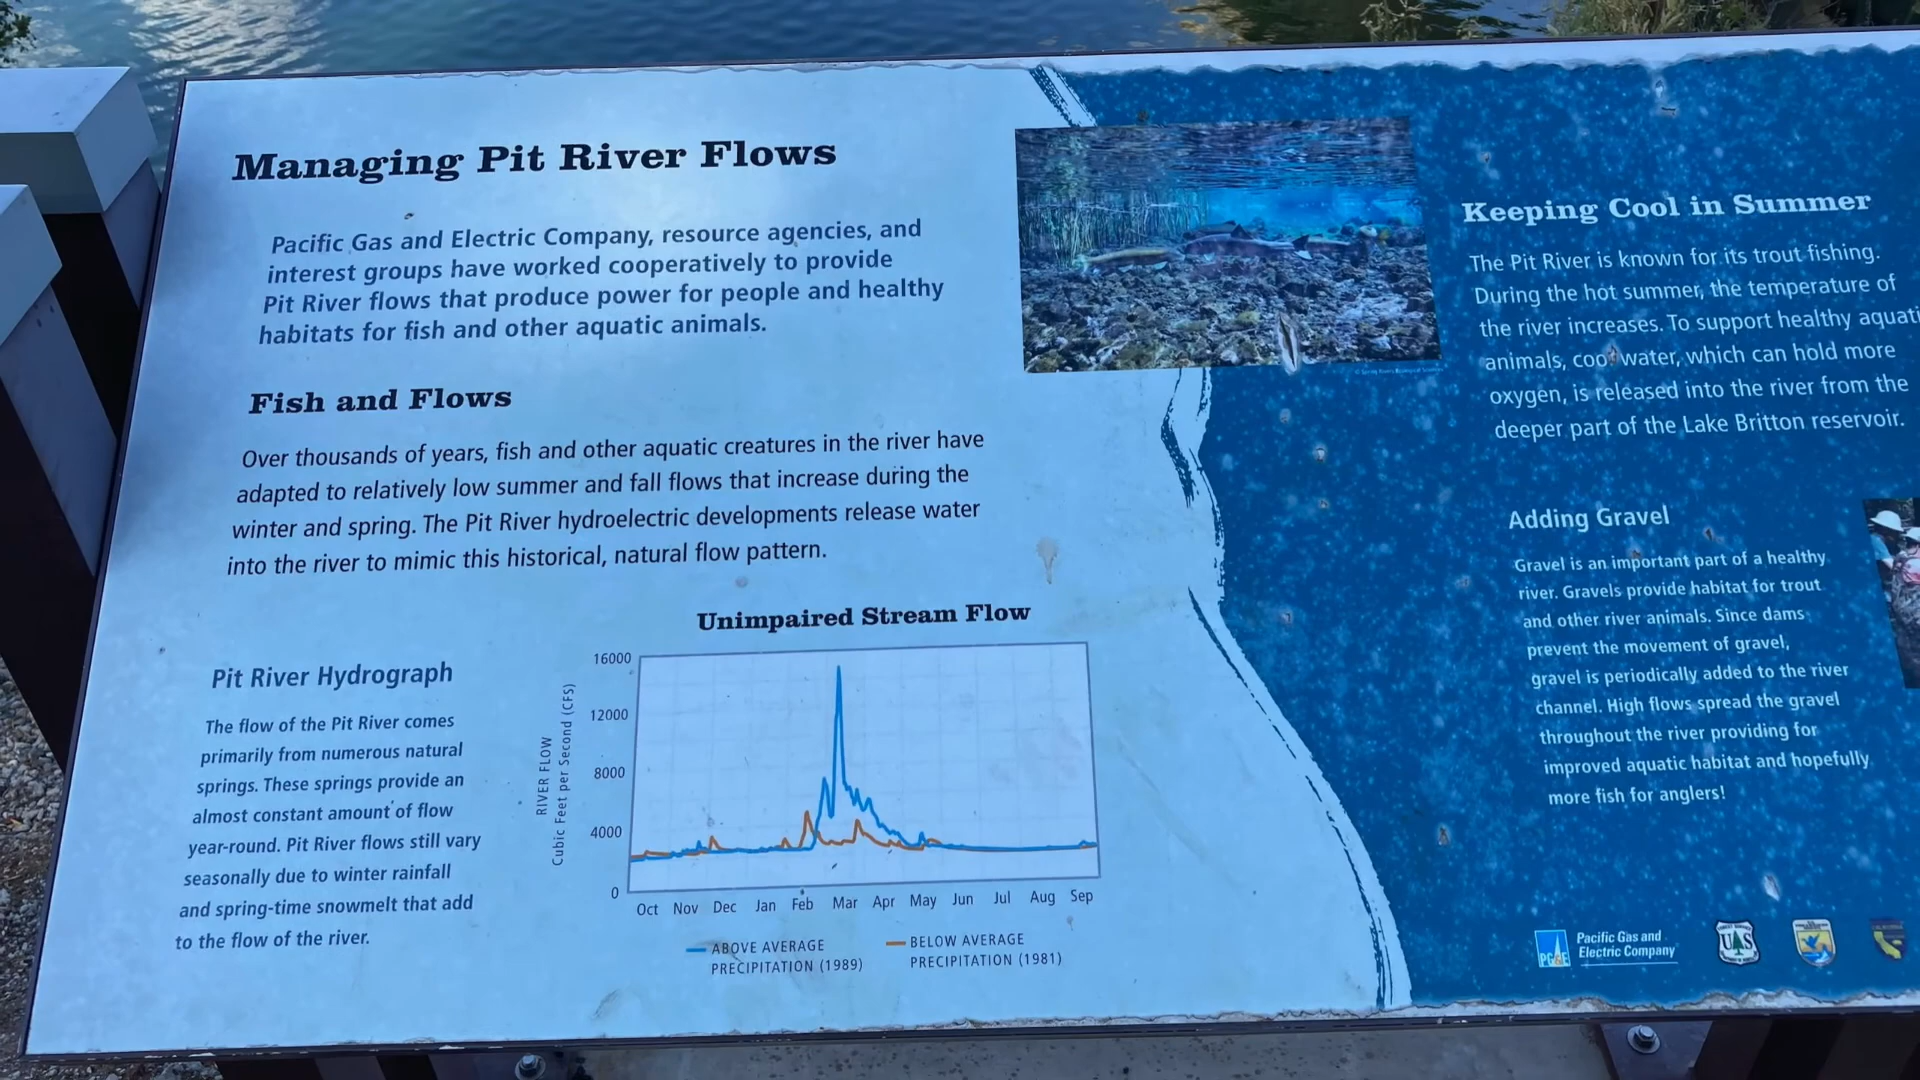 Managing Pit River Flows
Pacific Gas and Electric Company, resource agencies, and
interest groups have worked cooperatively to provide
Pit River flows that produce power for people and healthy
habitats for fish and other aquatic animals.
Fish and Flows
Over thousands of years, fish and other aquatic creatures in the river have
adapted to relatively low summer and fall flows that increase during the
winter and spring. The Pit River hydroelectric developments release water
into the river to mimic this historical, natural flow pattern.
Pit River Hydrograph
The flow of the Pit River comes
primarily from numerous natural
springs. These springs provide an
almost constant amount of flow
year-round. Pit River flows still vary
seasonally due to winter rainfall
and spring-time snowmelt that add
to the flow of the river.
Unimpaired Stream Flow
RIVER FLOW
Cubic Feet per Second (CFS)
16000
12000
8000
4000
0
Oct Nov Dec Jan Feb Mar Apr May Jun Jul Aug Sep
ABOVE AVERAGE
PRECIPITATION (1989)
BELOW AVERAGE
PRECIPITATION (1981)
Keeping Cool in Summer
The Pit River is known for its trout fishing.
During the hot summer, the temperature of
the river increases. To support healthy aquati
animals, cool water, which can hold more
oxygen, is released into the river from the
deeper part of the Lake Britton reservoir.
Adding Gravel
Gravel is an important part of a healthy
river. Gravels provide habitat for trout
and other river animals. Since dams
prevent the movement of gravel,
gravel is periodically added to the river
channel. High flows spread the gravel
throughout the river providing for
improved aquatic habitat and hopefully
more fish for anglers!
PG&E
Pacific Gas and
Electric Company
UAS